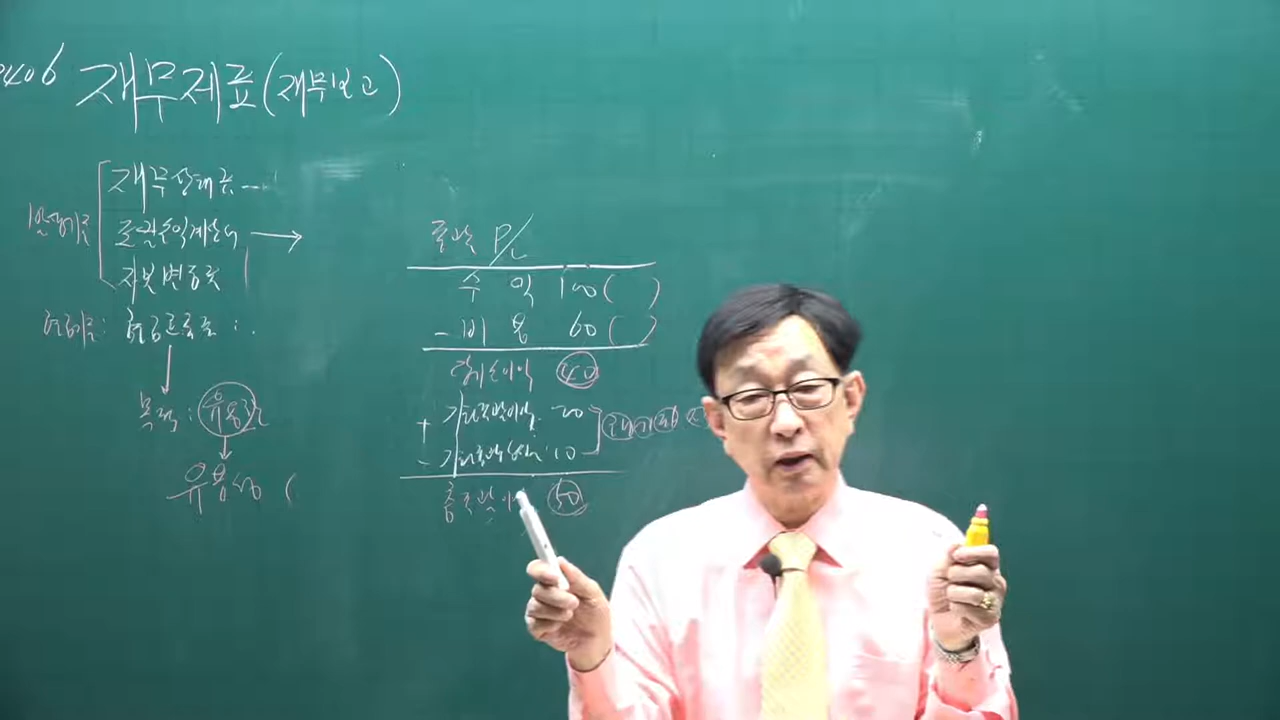 재무제표(재무보고)
재무상태표
포괄손익계산서
자본변동표
현금흐름표
목적 : 유용한
유용성 (
포괄 P/L
수 익 100 ( )
- 비 용 60 ( )
당기순이익 40
+ 기타포괄이익 20
- 기타포괄손실 10
총포괄이익 50